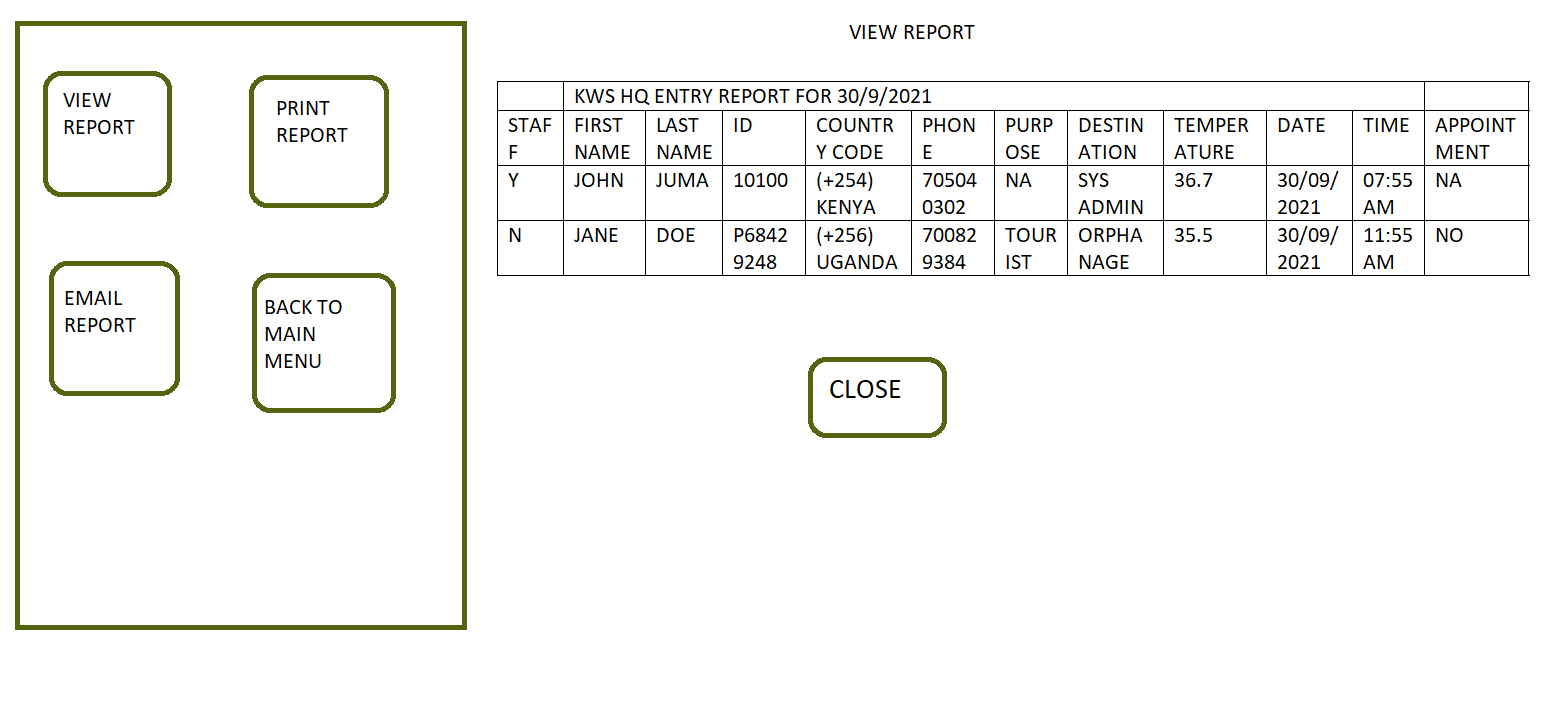 VIEW
REPORT
PRINT
REPORT
EMAIL
REPORT
BACK TO
MAIN
MENU
VIEW REPORT
KWS HQ ENTRY REPORT FOR 30/9/2021
STAF FIRST LAST ID COUNTR PHON PURP DESTIN TEMPER DATE TIME APPOINT
F NAME NAME Y CODE E OSE ATION ATURE MENT
Y JOHN JUMA 10100 (+254) 70504 NA SYS 36.7 30/09/ 07:55 NA
KENYA 0302 ADMIN 2021 AM
N JANE DOE P6842 (+256) 70082 TOUR ORPHA 35.5 30/09/ 11:55 NO
9248 UGANDA 9384 IST NAGE 2021 AM
CLOSE